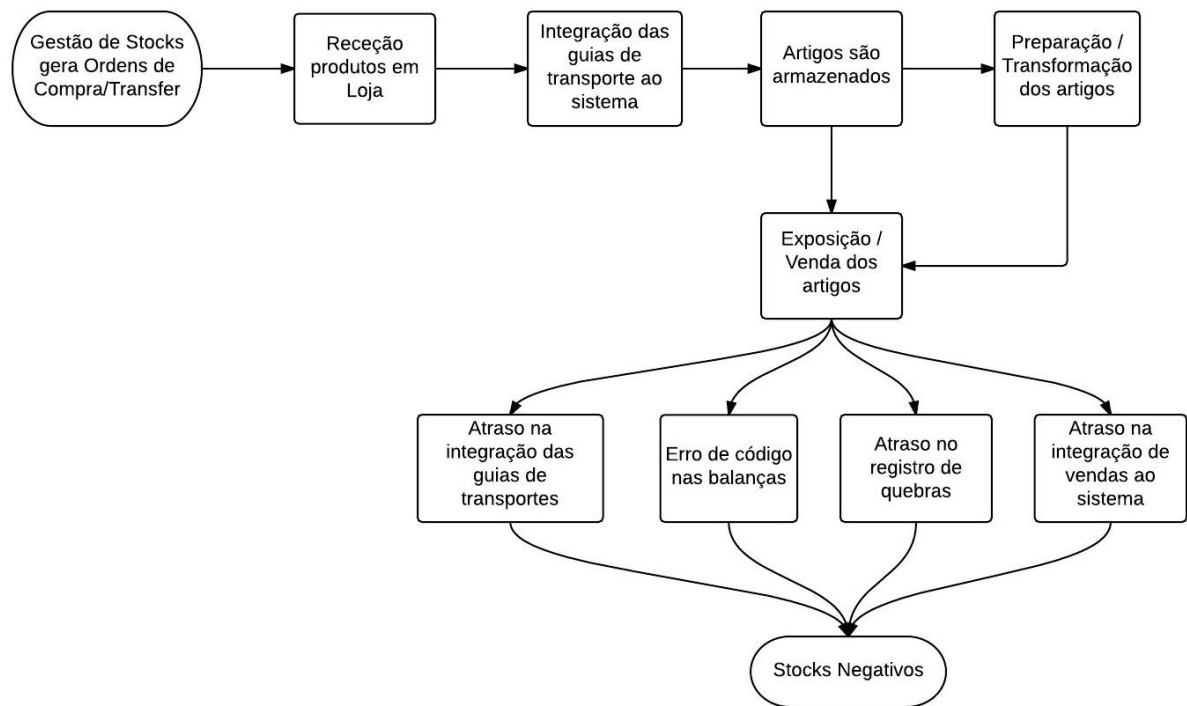 Gestão de Stocks
gera Ordens de
Compra/Transfer
Receção
produtos em
Loja
Integração das
guias de
transporte ao
sistema
Artigos são
armazenados
Preparação /
Transformação
dos artigos
Exposição /
Venda dos
artigos
Atraso na
integração das
guias de
transportes
Erro de código
nas balanças
Atraso no
registro de
quebras
Atraso na
integração de
vendas ao
sistema
Stocks Negativos